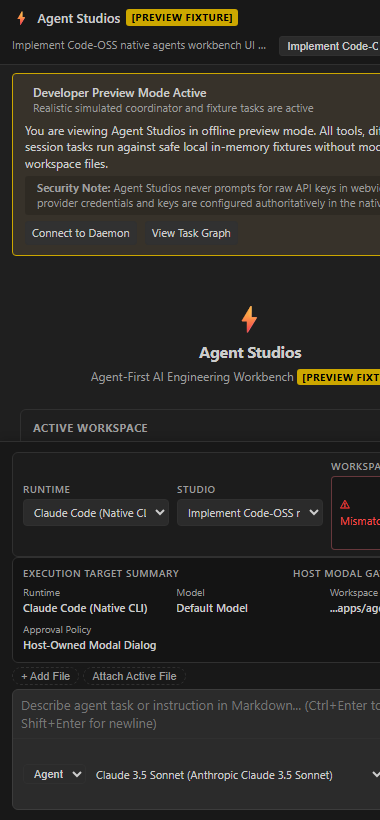 Agent Studios [PREVIEW FIXTURE]
Implement Code-OSS native agents workbench UI ... Implement Code-C
Developer Preview Mode Active
Realistic simulated coordinator and fixture tasks are active
You are viewing Agent Studios in offline preview mode. All tools,
session tasks run against safe local in-memory fixtures without
workspace files.
Security Note: Agent Studios never prompts for raw API keys in
provider credentials and keys are configured authoritatively in the
Connect to Daemon View Task Graph
Agent Studios
Agent-First AI Engineering Workbench [PREVIEW FIXT
ACTIVE WORKSPACE
WORKSPA
RUNTIME STUDIO
Claude Code (Native CI Implement Code-OSS r
Mismatc
EXECUTION TARGET SUMMARY HOST MODAL GA
Runtime Model Workspace
Claude Code (Native CLI) Default Model ...apps/age
Approval Policy
Host-Owned Modal Dialog
+ Add File Attach Active File
Describe agent task or instruction in Markdown... (Ctrl+Enter to
Shift+Enter for newline)
Agent Claude 3.5 Sonnet (Anthropic Claude 3.5 Sonnet)